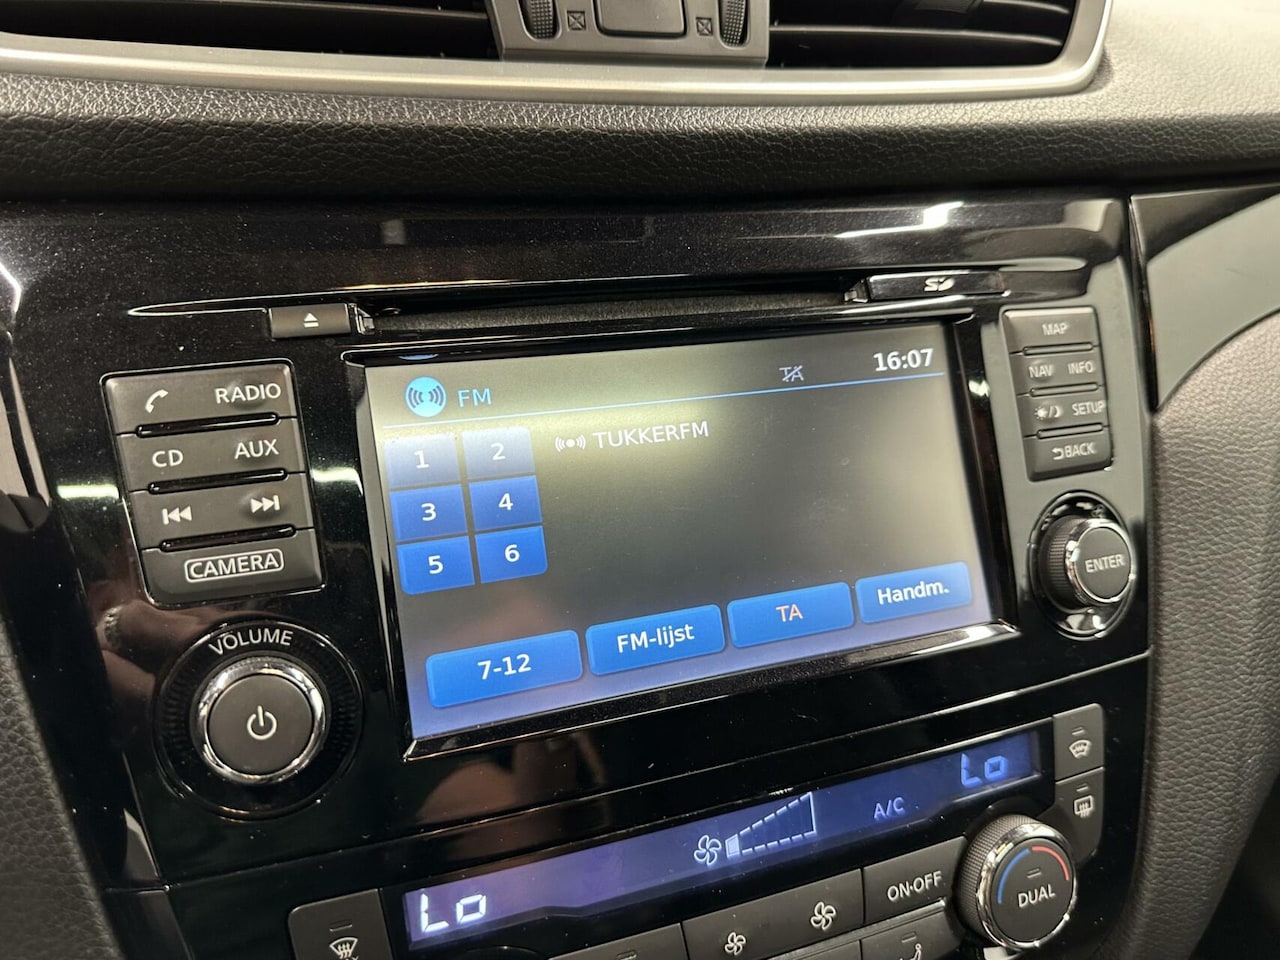 SD
RADIO
CD AUX
CAMERA
VOLUME
FM
TA
16:07
TUKKERFM
1 2
3 4
5 6
7-12
FM-lijst
TA
Handm.
MAP
NAV INFO
SETUP
BACK
ENTER
Lo
A/C
Lo
ON·OFF
DUAL